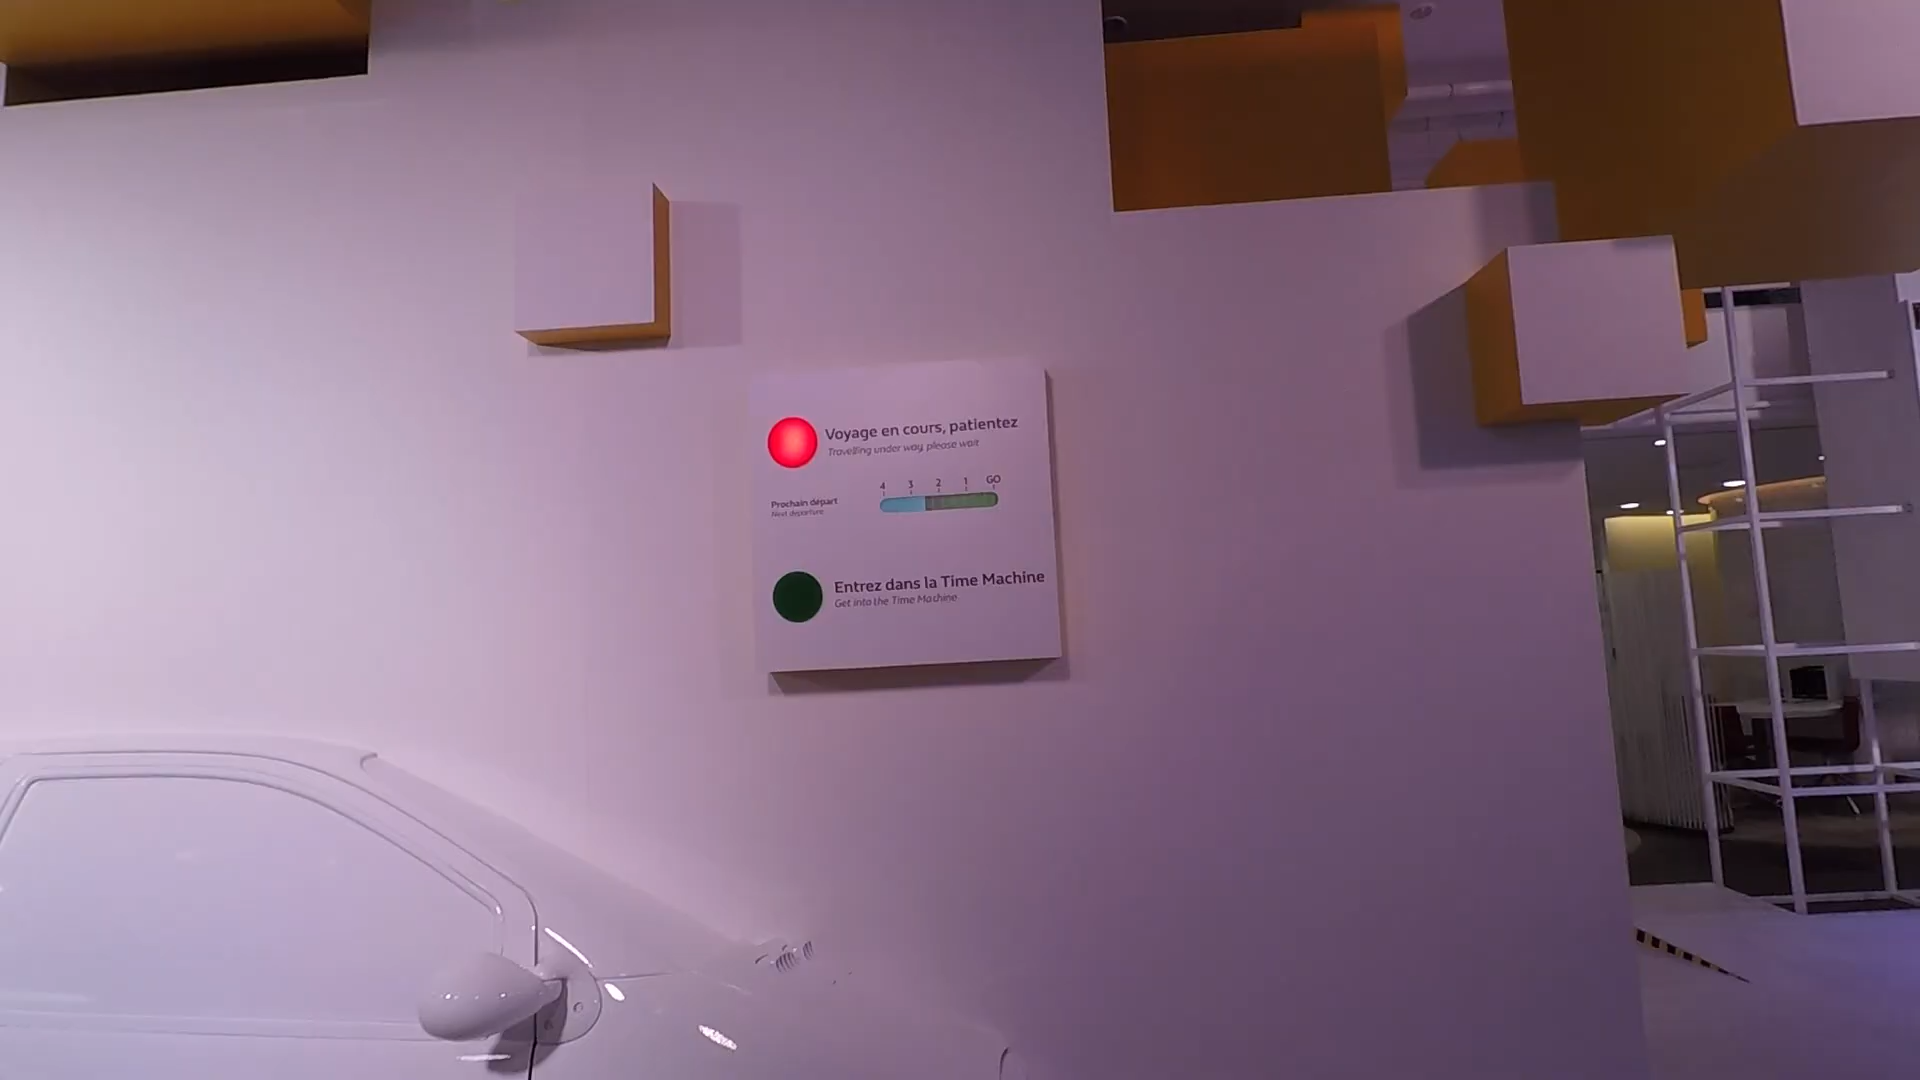 Voyage en cours, patientez
Travelling under way, please wait
4 3 2 1 GO
Prochain départ
Next departure
Entrez dans la Time Machine
Get into the Time Machine